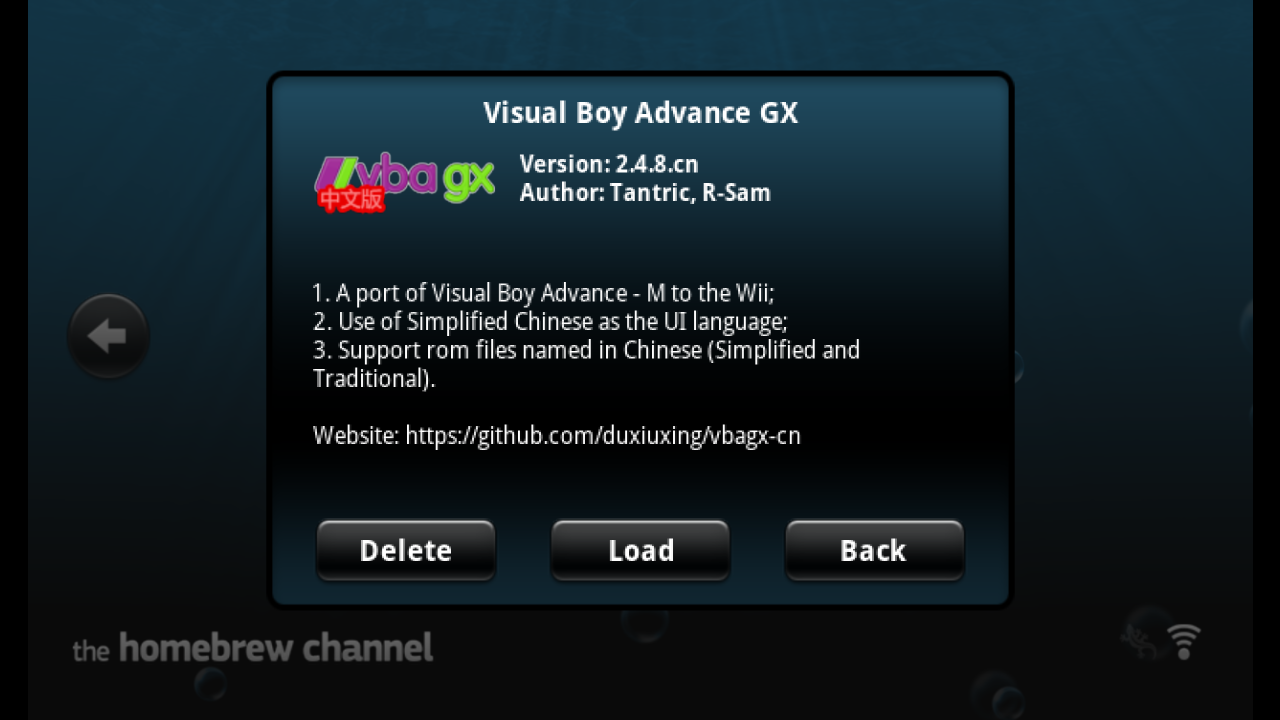 Visual Boy Advance GX
vba gx
中文版
Version: 2.4.8.cn
Author: Tantric, R-Sam
1. A port of Visual Boy Advance - M to the Wii;
2. Use of Simplified Chinese as the UI language;
3. Support rom files named in Chinese (Simplified and
Traditional).
Website: https://github.com/duxiuxing/vbagx-cn
Delete
Load
Back
the homebrew channel